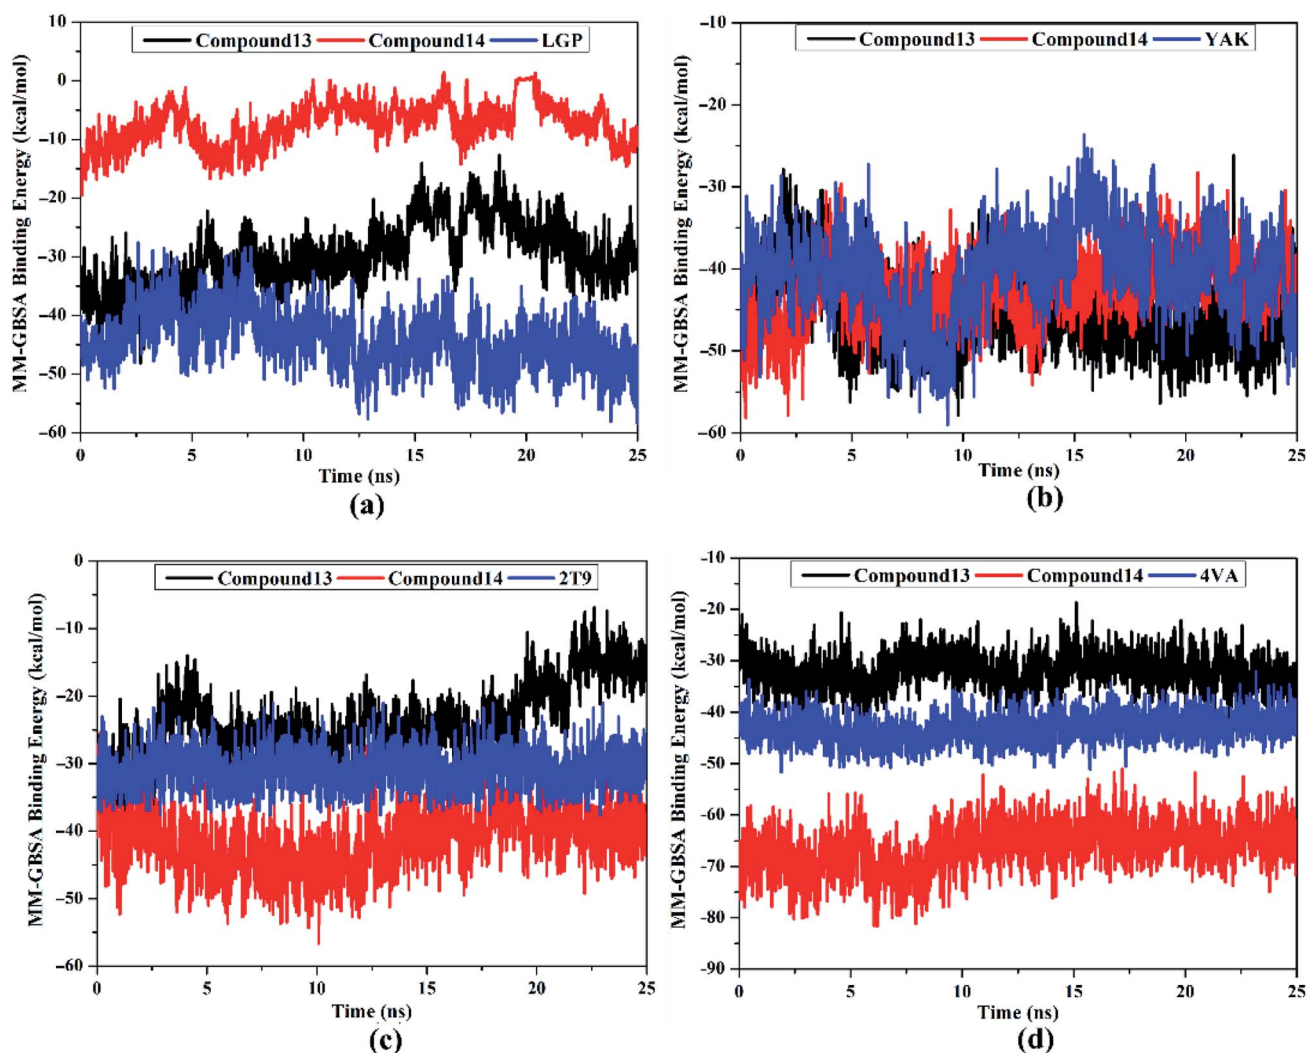 Compound13 Compound14 LGP
MM-GBSA Binding Energy (kcal/mol)
10
0
-10
-20
-30
-40
-50
-60
0 5 10 15 20 25
Time (ns)
(a)
Compound13 Compound14 YAK
MM-GBSA Binding Energy (kcal/mol)
-10
-20
-30
-40
-50
-60
0 5 10 15 20 25
Time (ns)
(b)
Compound13 Compound14 2T9
MM-GBSA Binding Energy (kcal/mol)
0
-10
-20
-30
-40
-50
-60
0 5 10 15 20 25
Time (ns)
(c)
Compound13 Compound14 4VA
MM-GBSA Binding Energy (kcal/mol)
-10
-20
-30
-40
-50
-60
-70
-80
-90
0 5 10 15 20 25
Time (ns)
(d)